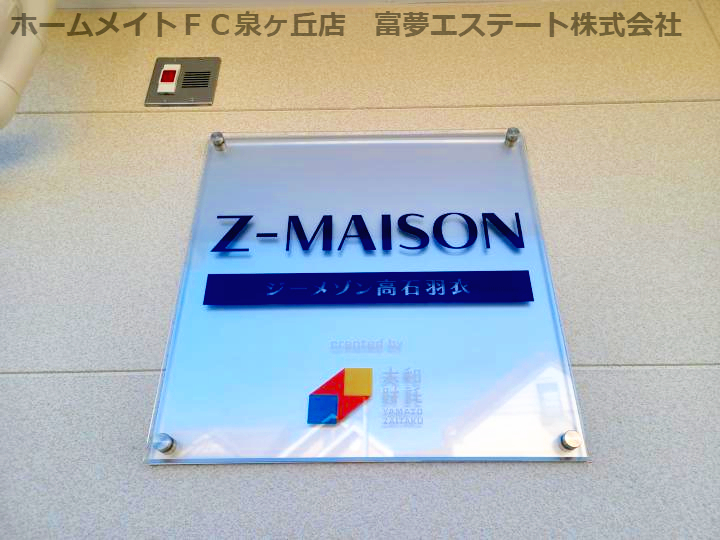 ホームメイトＦＣ泉ヶ丘店　富夢エステート株式会社
Z-MAISON
ジーメゾン高石羽衣
created by
大和
財託
YAMATO
ZAITAKU